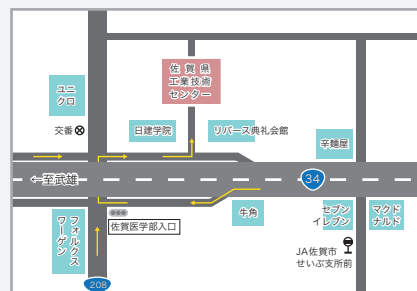 佐賀県
工業技術
センター
ユニ
クロ
交番
日建学院
リバース典礼会館
辛麺屋
←至武雄
34
佐賀医学部入口
牛角
セブン
イレブン
マクド
ナルド
フォルクス
ワーゲン
JA佐賀市
せいぶ支所前
208